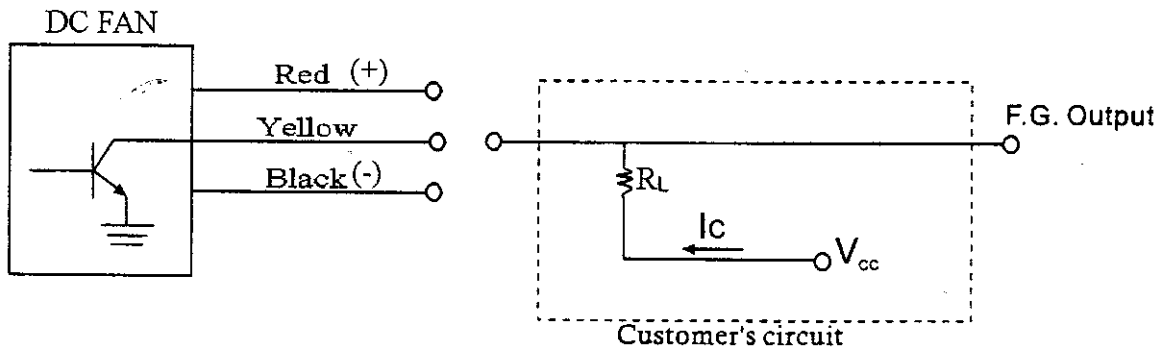 DC FAN
Red (+)
Yellow
Black (-)
F.G. Output
RL
Ic
Vcc
Customer's circuit